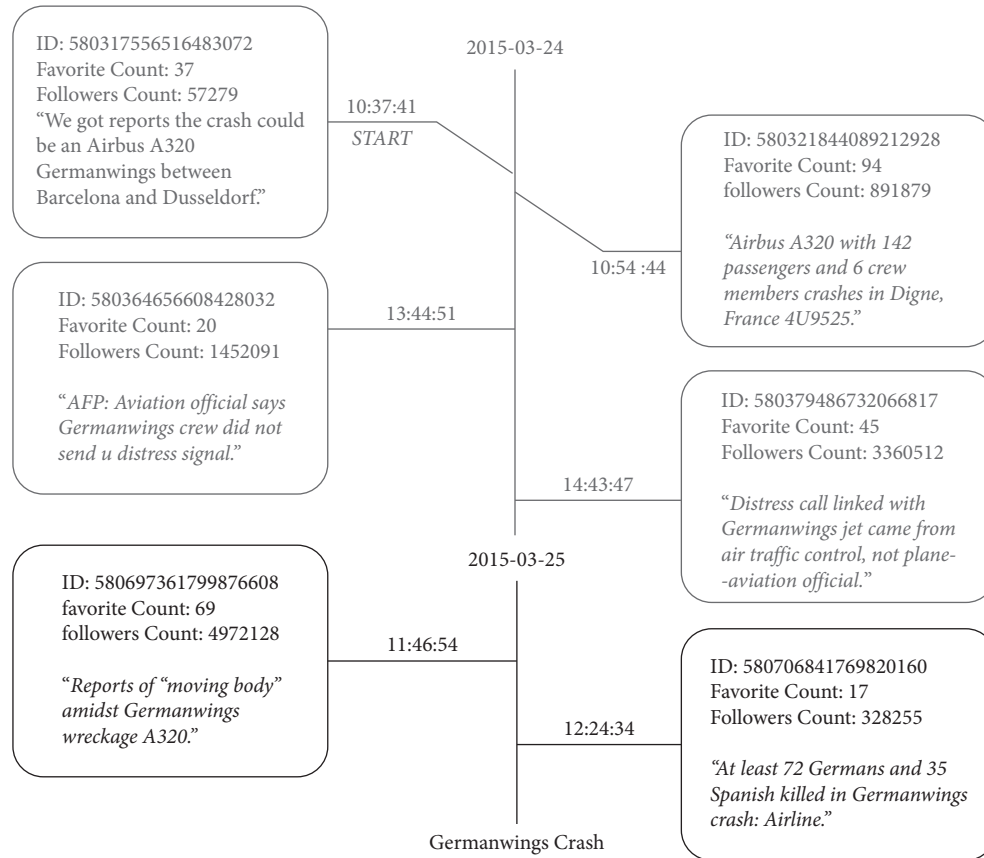 ID: 580317556516483072
Favorite Count: 37
Followers Count: 57279
“We got reports the crash could
be an Airbus A320
Germanwings between
Barcelona and Dusseldorf.”
2015-03-24
10:37:41
START
ID: 580321844089212928
Favorite Count: 94
followers Count: 891879
“Airbus A320 with 142
passengers and 6 crew
members crashes in Digne,
France 4U9525.”
10:54 :44
ID: 580364656608428032
Favorite Count: 20
Followers Count: 1452091
“AFP: Aviation official says
Germanwings crew did not
send u distress signal.”
13:44:51
ID: 580379486732066817
Favorite Count: 45
Followers Count: 3360512
“Distress call linked with
Germanwings jet came from
air traffic control, not plane-
-aviation official.”
14:43:47
2015-03-25
ID: 580697361799876608
favorite Count: 69
followers Count: 4972128
“Reports of “moving body”
amidst Germanwings
wreckage A320.”
11:46:54
ID: 580706841769820160
Favorite Count: 17
Followers Count: 328255
“At least 72 Germans and 35
Spanish killed in Germanwings
crash: Airline.”
12:24:34
Germanwings Crash